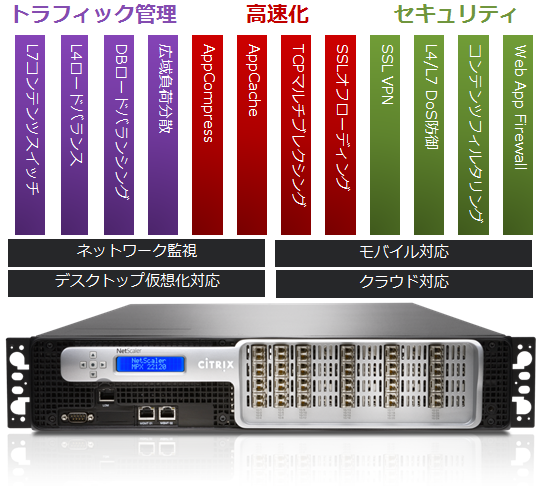 トラフィック管理
高速化
セキュリティ
L7コンテンツスイッチ
L4ロードバランス
DBロードバランシング
広域負荷分散
AppCompress
AppCache
TCPマルチプレクシング
SSLオフローディング
SSL VPN
L4/L7 DoS防御
コンテンツフィルタリング
Web App Firewall
ネットワーク監視
モバイル対応
デスクトップ仮想化対応
クラウド対応
NetScaler
NetScaler
MPX 22120
CITRIX